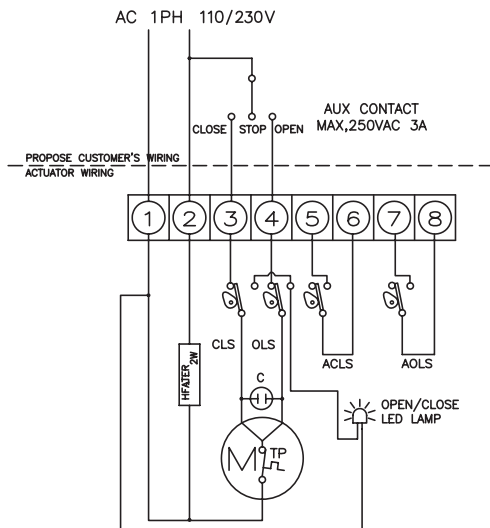 AC 1PH 110/230V
AUX CONTACT
MAX,250VAC 3A
CLOSE STOP OPEN
PROPOSE CUSTOMER'S WIRING
ACTUATOR WIRING
1 2 3 4 5 6 7 8
CLS OLS
ACLS AOLS
HFATER
2W
C
OPEN/CLOSE
LED LAMP
M TP